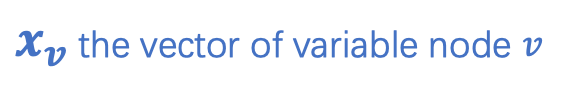 𝒙ᵥ the vector of variable node 𝒗